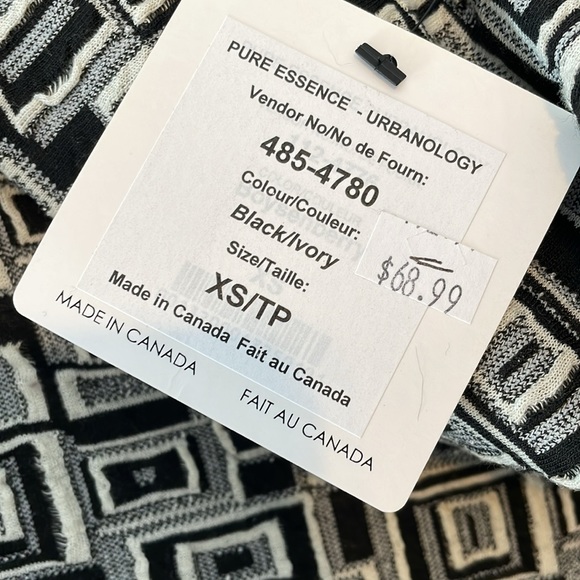 PURE ESSENCE - URBANOLOGY
Vendor No/No de Fourn:
485-4780
Colour/Couleur:
Black/Ivory
Size/Taille:
XS/TP
Made in Canada Fait au Canada
$68.99
MADE IN CANADA
FAIT AU CANADA